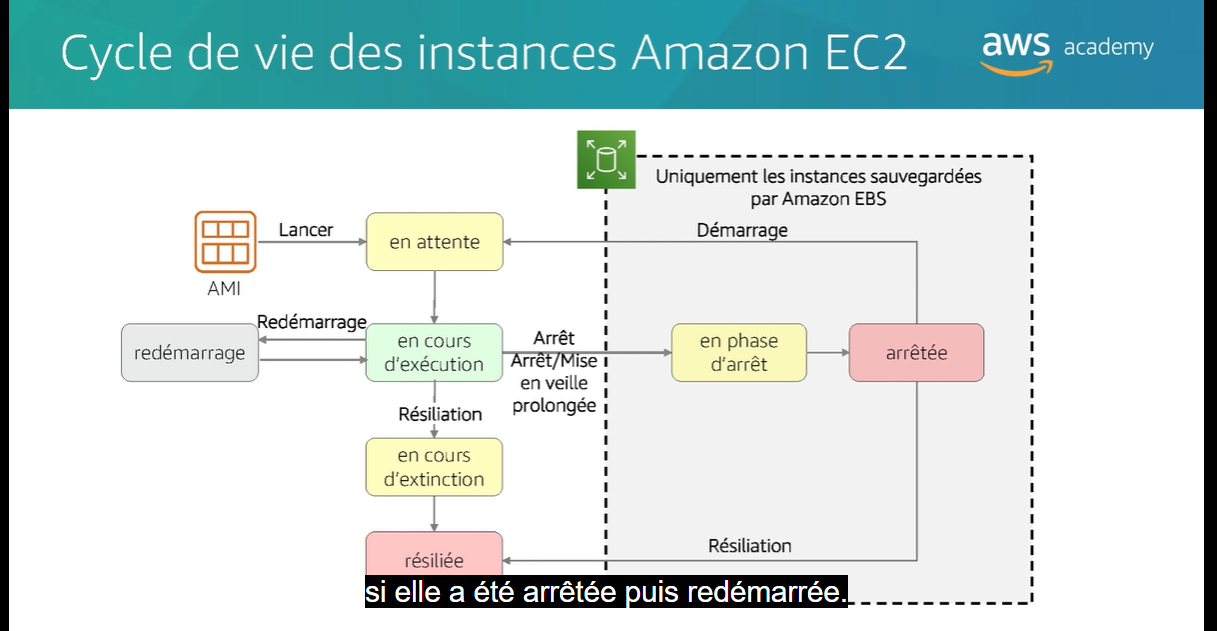 Cycle de vie des instances Amazon EC2
aws academy
Uniquement les instances sauvegardées
par Amazon EBS
Lancer
en attente
Démarrage
AMI
Redémarrage
redémarrage
en cours
d'exécution
Arrêt
Arrêt/Mise
en veille
prolongée
en phase
d'arrêt
arrêtée
Résiliation
en cours
d'extinction
Résiliation
résiliée
si elle a été arrêtée puis redémarrée.